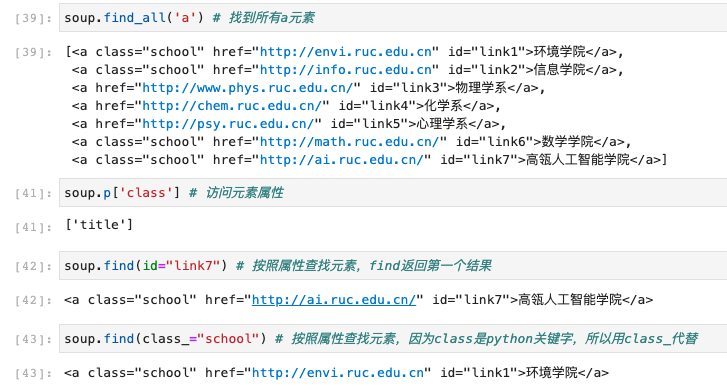 [39]: soup.find_all('a') # 找到所有a元素
[39]: [<a class="school" href="http://envi.ruc.edu.cn" id="link1">环境学院</a>,
<a class="school" href="http://info.ruc.edu.cn" id="link2">信息学院</a>,
<a href="http://www.phys.ruc.edu.cn/" id="link3">物理学系</a>,
<a href="http://chem.ruc.edu.cn/" id="link4">化学系</a>,
<a href="http://psy.ruc.edu.cn/" id="link5">心理学系</a>,
<a class="school" href="http://math.ruc.edu.cn/" id="link6">数学学院</a>,
<a class="school" href="http://ai.ruc.edu.cn/" id="link7">高瓴人工智能学院</a>]
[41]: soup.p['class'] # 访问元素属性
[41]: ['title']
[42]: soup.find(id="link7") # 按照属性查找元素，find返回第一个结果
[42]: <a class="school" href="http://ai.ruc.edu.cn/" id="link7">高瓴人工智能学院</a>
[43]: soup.find(class_="school") # 按照属性查找元素，因为class是python关键字，所以用class_代替
[43]: <a class="school" href="http://envi.ruc.edu.cn" id="link1">环境学院</a>